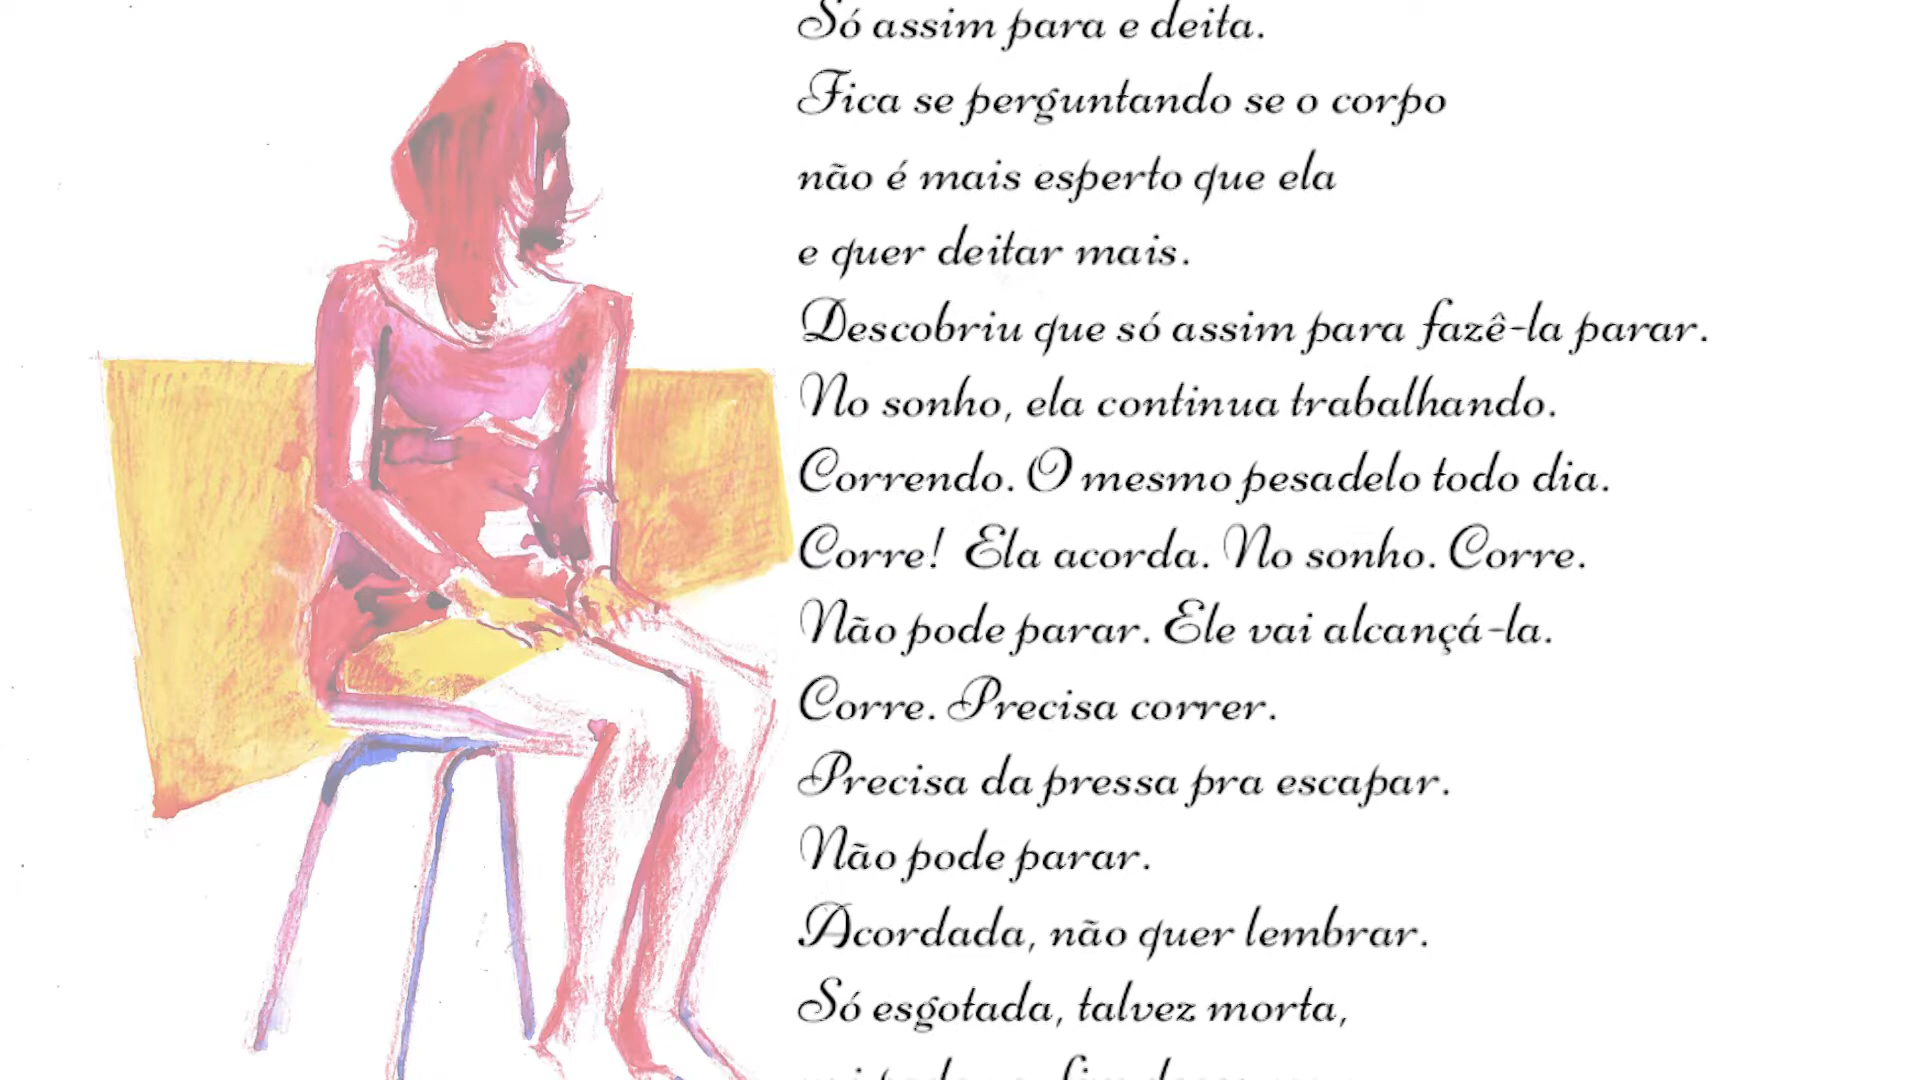 Só assim para e deita.
Fica se perguntando se o corpo
não é mais esperto que ela
e quer deitar mais.
Descobriu que só assim para fazê-la parar.
No sonho, ela continua trabalhando.
Correndo. O mesmo pesadelo todo dia.
Corre! Ela acorda. No sonho. Corre.
Não pode parar. Ele vai alcançá-la.
Corre. Precisa correr.
Precisa da pressa pra escapar.
Não pode parar.
Acordada, não quer lembrar.
Só esgotada, talvez morta,